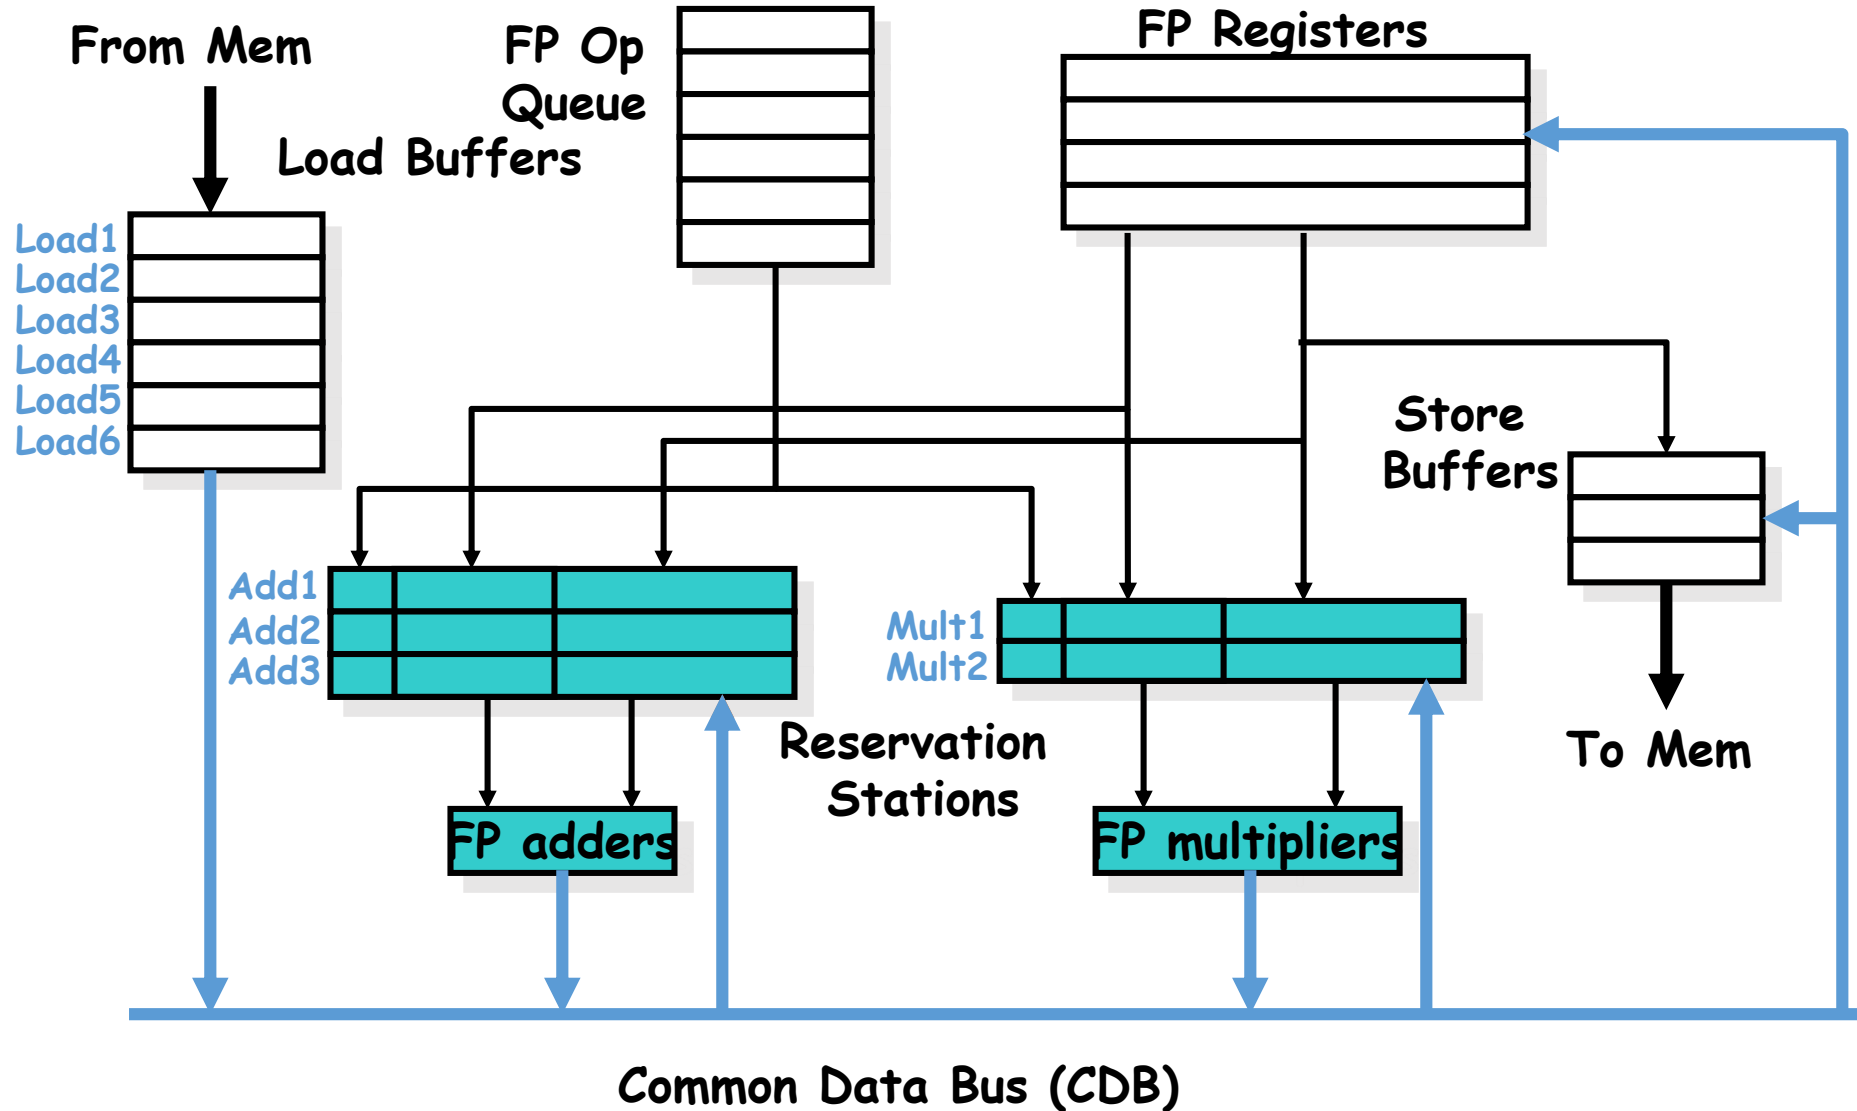 From Mem
FP Op
Queue
FP Registers
Load Buffers
Load1
Load2
Load3
Load4
Load5
Load6
Store
Buffers
Add1
Add2
Add3
Mult1
Mult2
Reservation
Stations
To Mem
FP adders
FP multipliers
Common Data Bus (CDB)